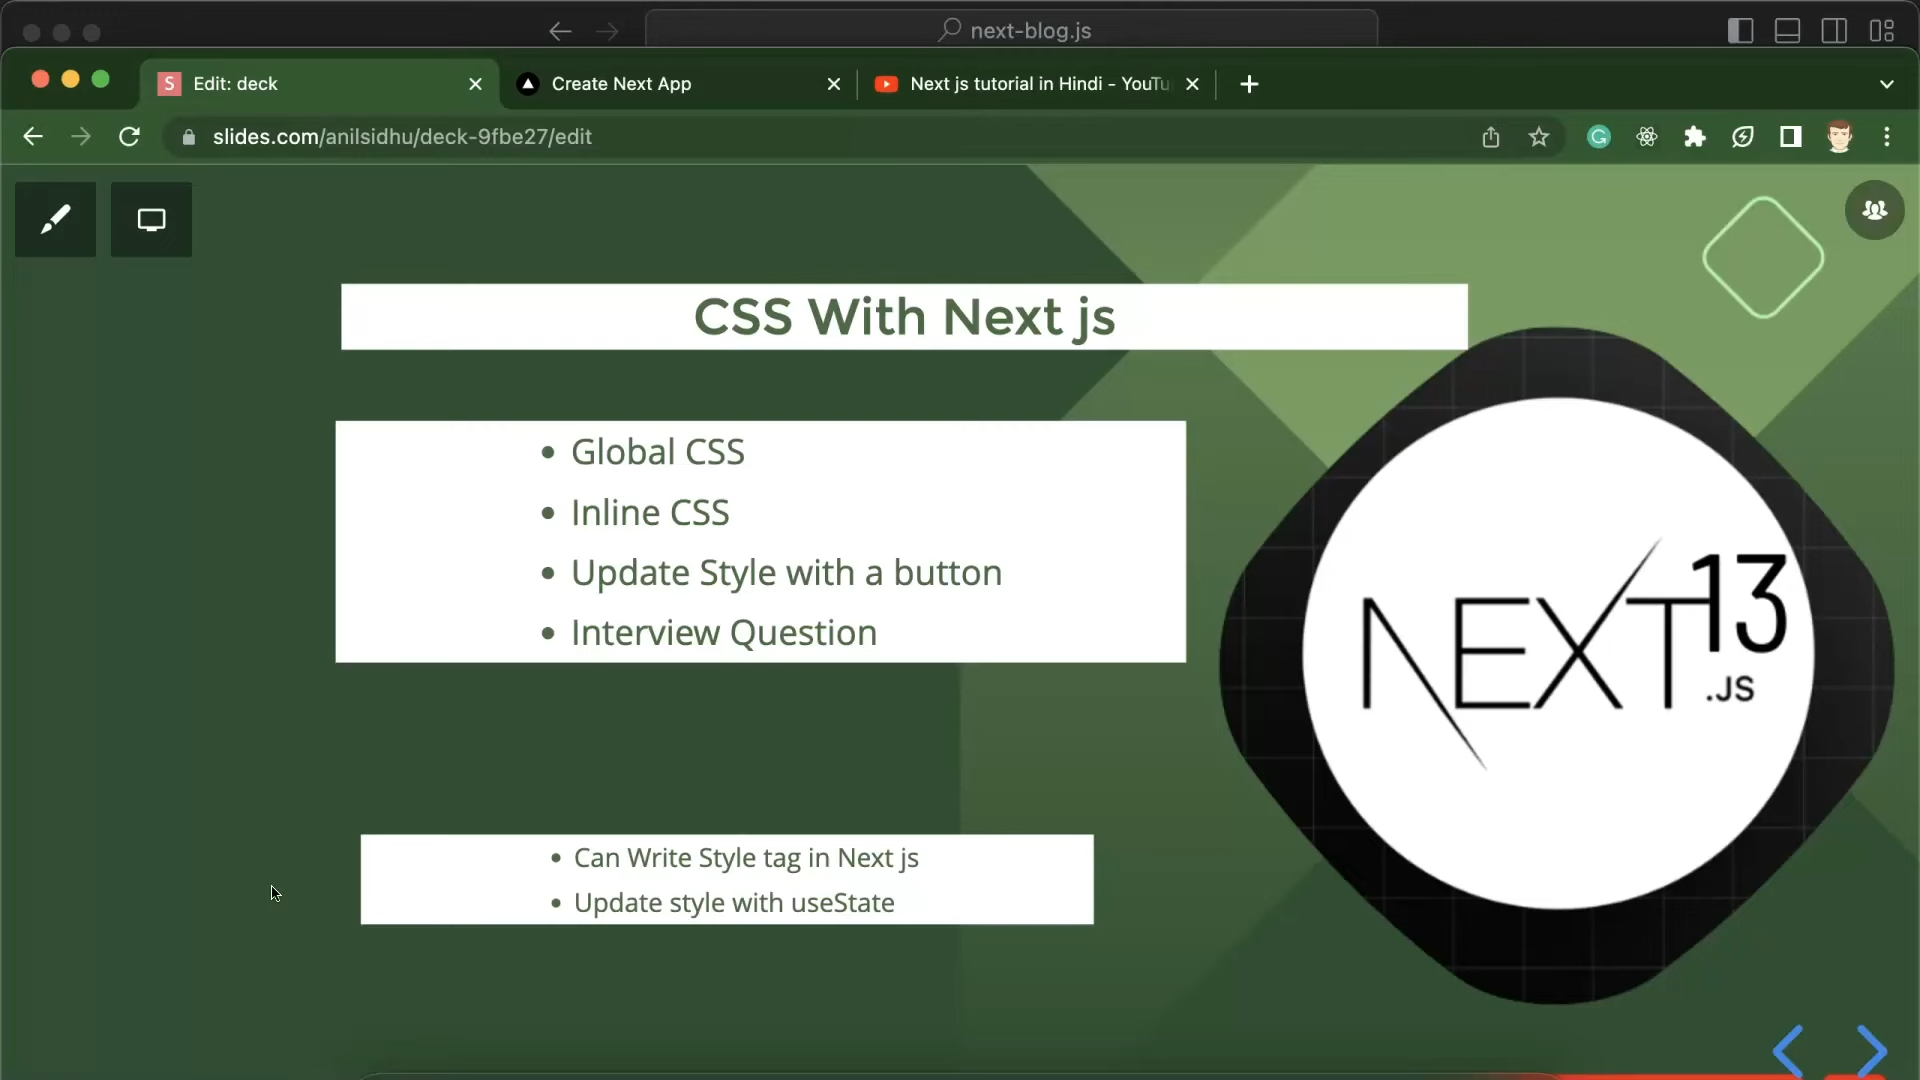 next-blog.js
S Edit: deck
Create Next App
Next js tutorial in Hindi - YouTu
slides.com/anilsidhu/deck-9fbe27/edit
CSS With Next js
• Global CSS
• Inline CSS
• Update Style with a button
• Interview Question
NEXT13
.JS
• Can Write Style tag in Next js
• Update style with useState